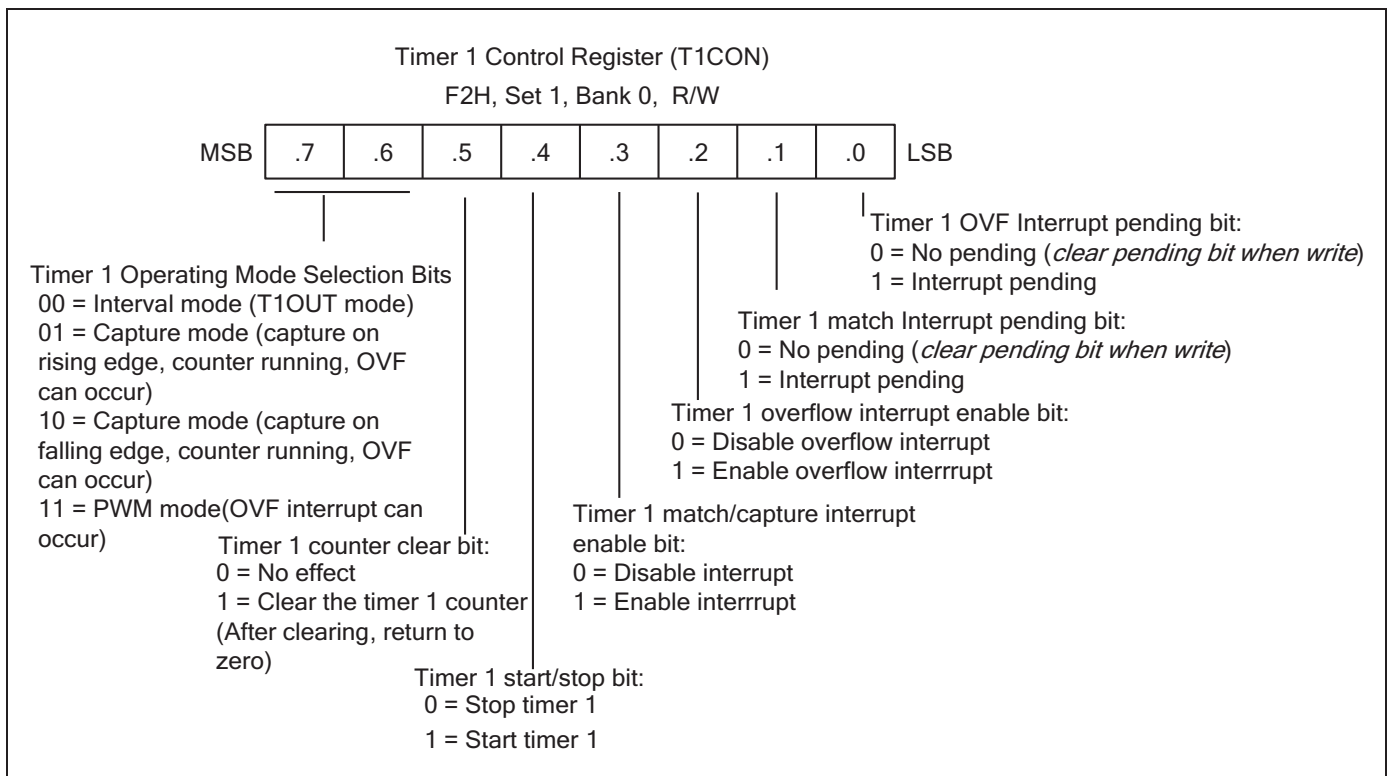 Timer 1 Control Register (T1CON)
F2H, Set 1, Bank 0, R/W
MSB .7 .6 .5 .4 .3 .2 .1 .0 LSB
Timer 1 OVF Interrupt pending bit:
0 = No pending (clear pending bit when write)
1 = Interrupt pending
Timer 1 match Interrupt pending bit:
0 = No pending (clear pending bit when write)
1 = Interrupt pending
Timer 1 overflow interrupt enable bit:
0 = Disable overflow interrupt
1 = Enable overflow interrrupt
Timer 1 match/capture interrupt
enable bit:
0 = Disable interrupt
1 = Enable interrrupt
Timer 1 start/stop bit:
0 = Stop timer 1
1 = Start timer 1
Timer 1 counter clear bit:
0 = No effect
1 = Clear the timer 1 counter
(After clearing, return to
zero)
Timer 1 Operating Mode Selection Bits
00 = Interval mode (T1OUT mode)
01 = Capture mode (capture on
rising edge, counter running, OVF
can occur)
10 = Capture mode (capture on
falling edge, counter running, OVF
can occur)
11 = PWM mode(OVF interrupt can
occur)